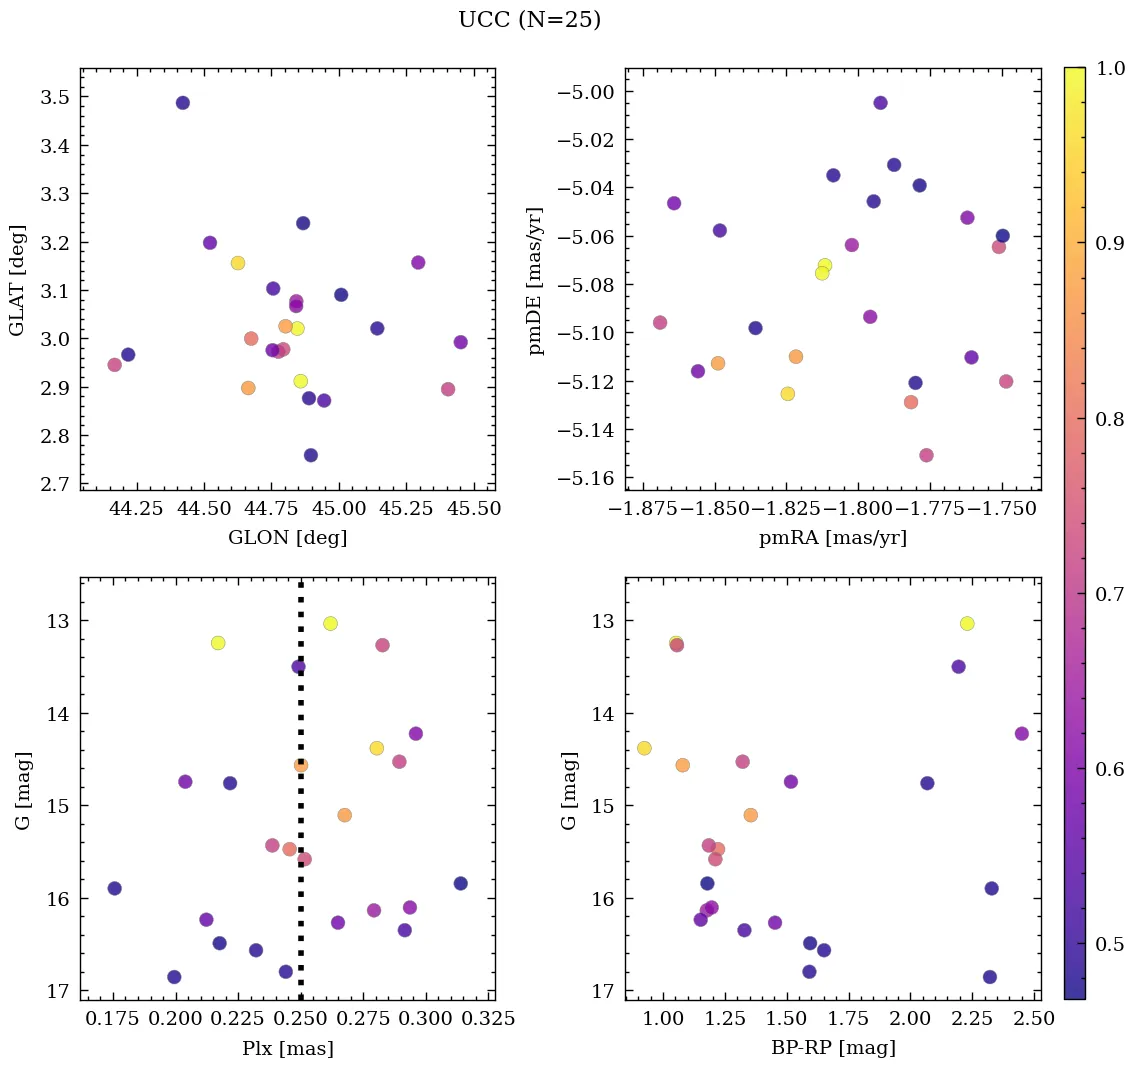 UCC (N=25)
3.5
3.4
3.3
3.2
3.1
3.0
2.9
2.8
2.7
GLAT [deg]
44.25 44.50 44.75 45.00 45.25 45.50
GLON [deg]
−5.00
−5.02
−5.04
−5.06
−5.08
−5.10
−5.12
−5.14
−5.16
pmDE [mas/yr]
−1.875 −1.850 −1.825 −1.800 −1.775 −1.750
pmRA [mas/yr]
13
14
15
16
17
G [mag]
0.175 0.200 0.225 0.250 0.275 0.300 0.325
Plx [mas]
13
14
15
16
17
G [mag]
1.00 1.25 1.50 1.75 2.00 2.25 2.50
BP-RP [mag]
1.0
0.9
0.8
0.7
0.6
0.5